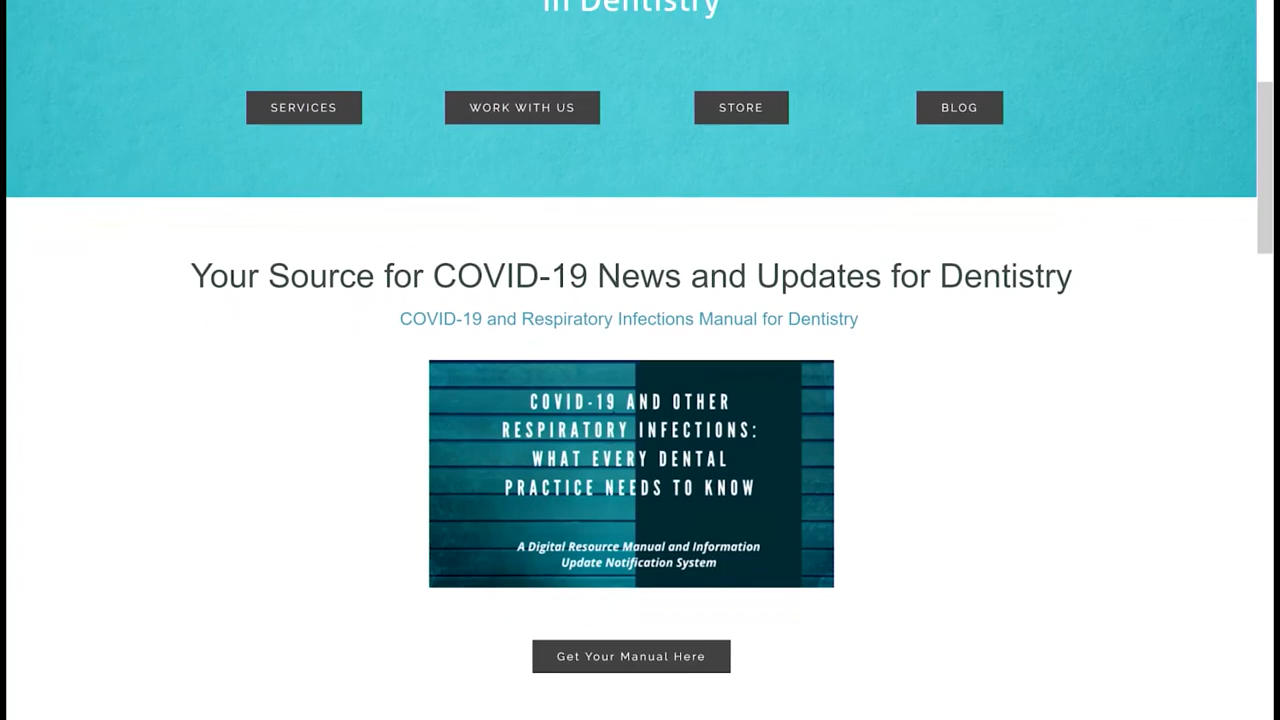 in Dentistry
SERVICES
WORK WITH US
STORE
BLOG
Your Source for COVID-19 News and Updates for Dentistry
COVID-19 and Respiratory Infections Manual for Dentistry
COVID-19 AND OTHER
RESPIRATORY INFECTIONS:
WHAT EVERY DENTAL
PRACTICE NEEDS TO KNOW
A Digital Resource Manual and Information
Update Notification System
Get Your Manual Here